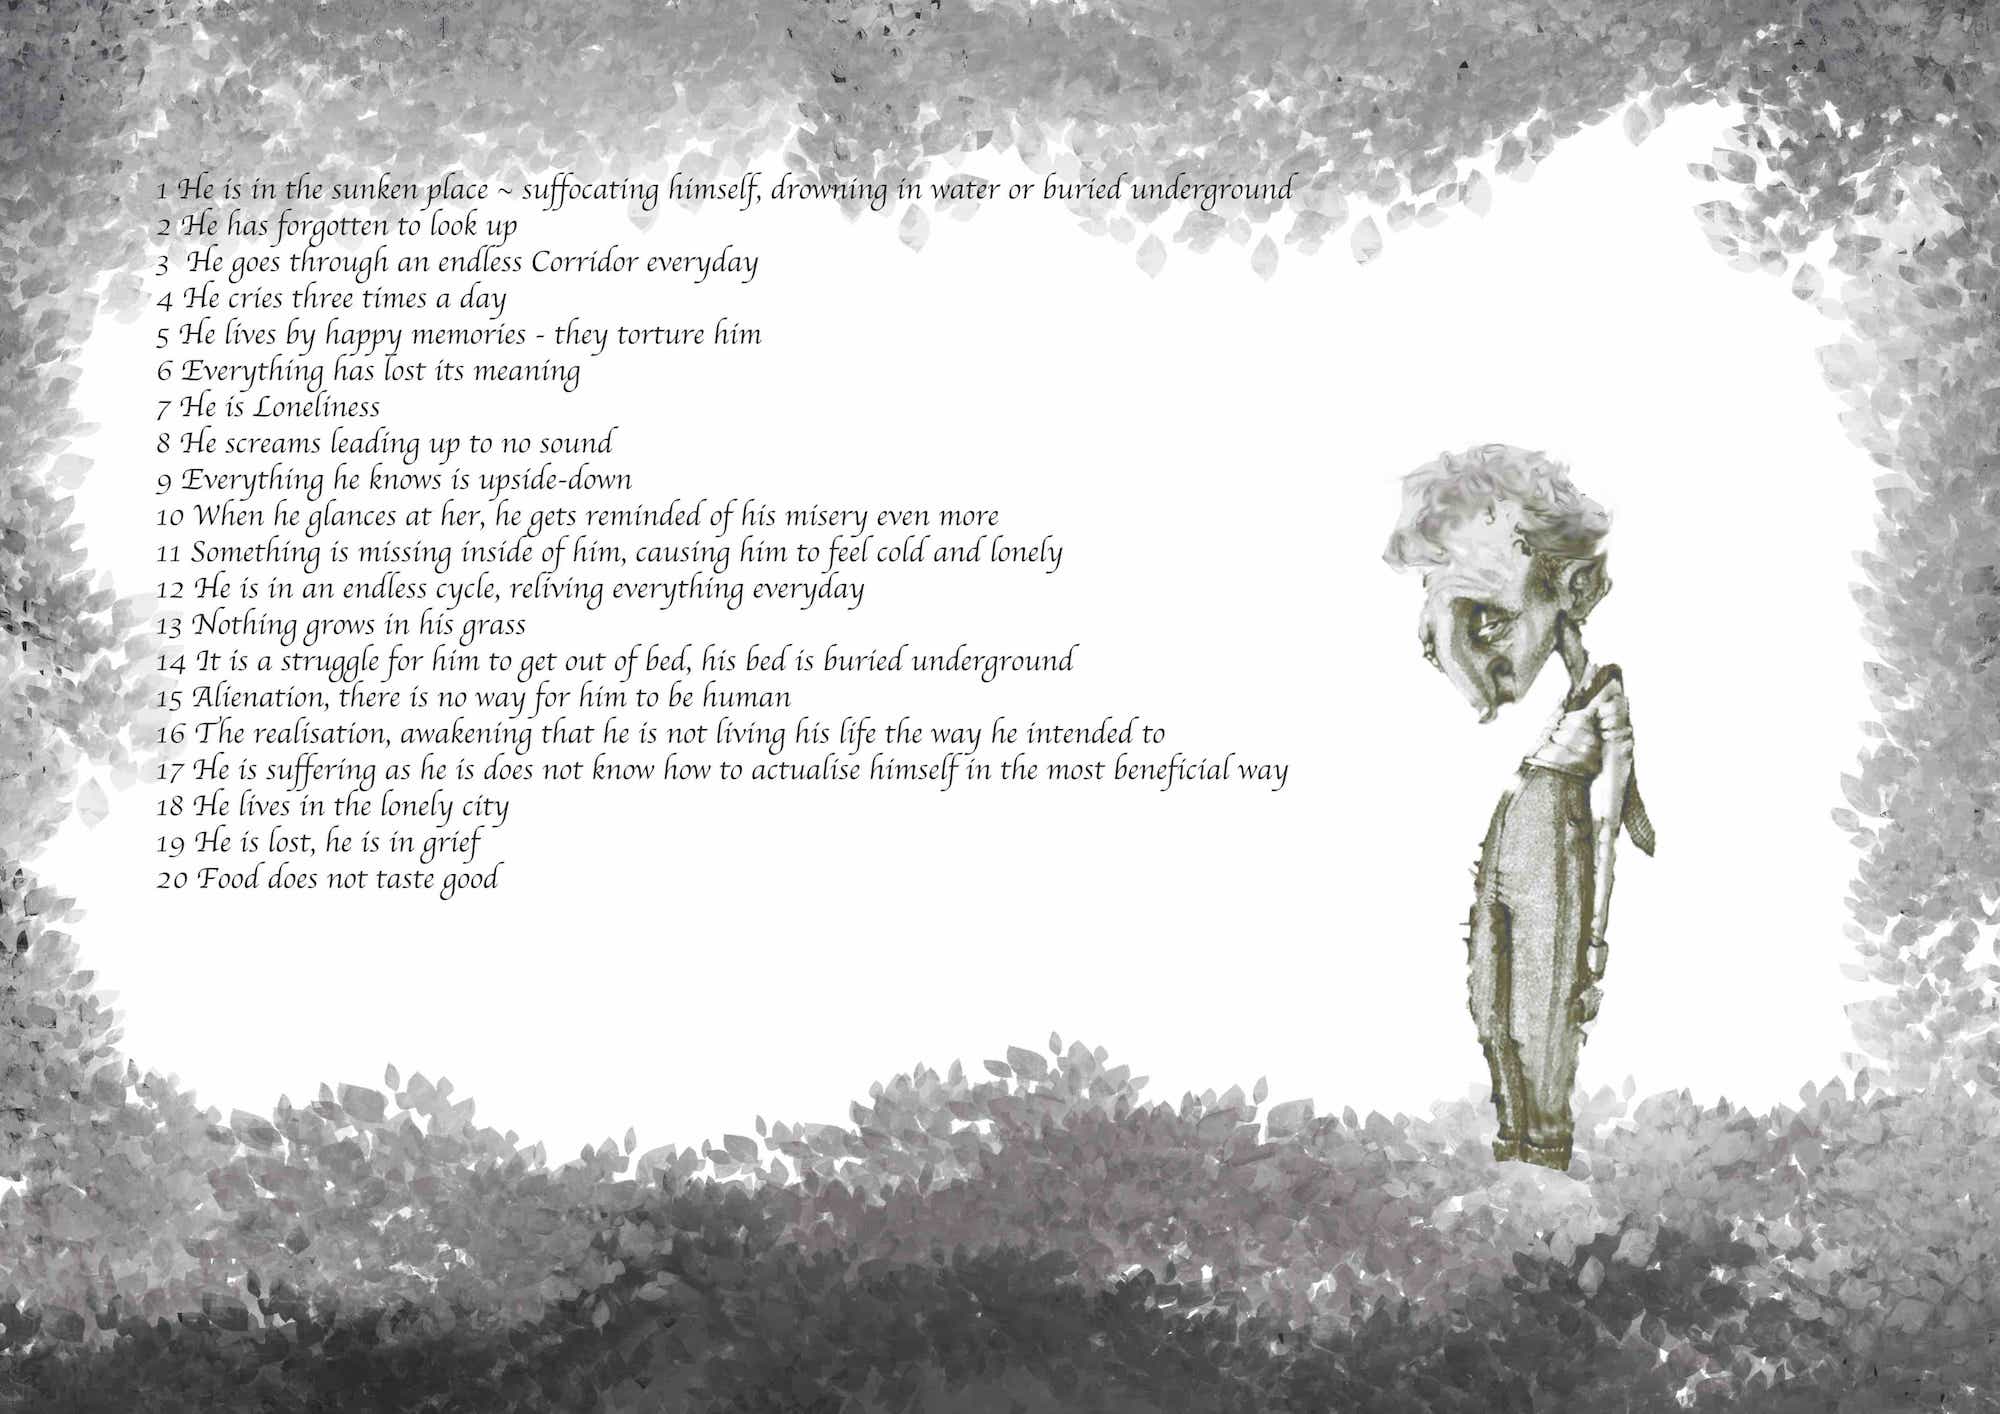 1 He is in the sunken place ~ suffocating himself, drowning in water or buried underground
2 He has forgotten to look up
3 He goes through an endless Corridor everyday
4 He cries three times a day
5 He lives by happy memories - they torture him
6 Everything has lost its meaning
7 He is Loneliness
8 He screams leading up to no sound
9 Everything he knows is upside-down
10 When he glances at her, he gets reminded of his misery even more
11 Something is missing inside of him, causing him to feel cold and lonely
12 He is in an endless cycle, reliving everything everyday
13 Nothing grows in his grass
14 It is a struggle for him to get out of bed, his bed is buried underground
15 Alienation, there is no way for him to be human
16 The realisation, awakening that he is not living his life the way he intended to
17 He is suffering as he is does not know how to actualise himself in the most beneficial way
18 He lives in the lonely city
19 He is lost, he is in grief
20 Food does not taste good